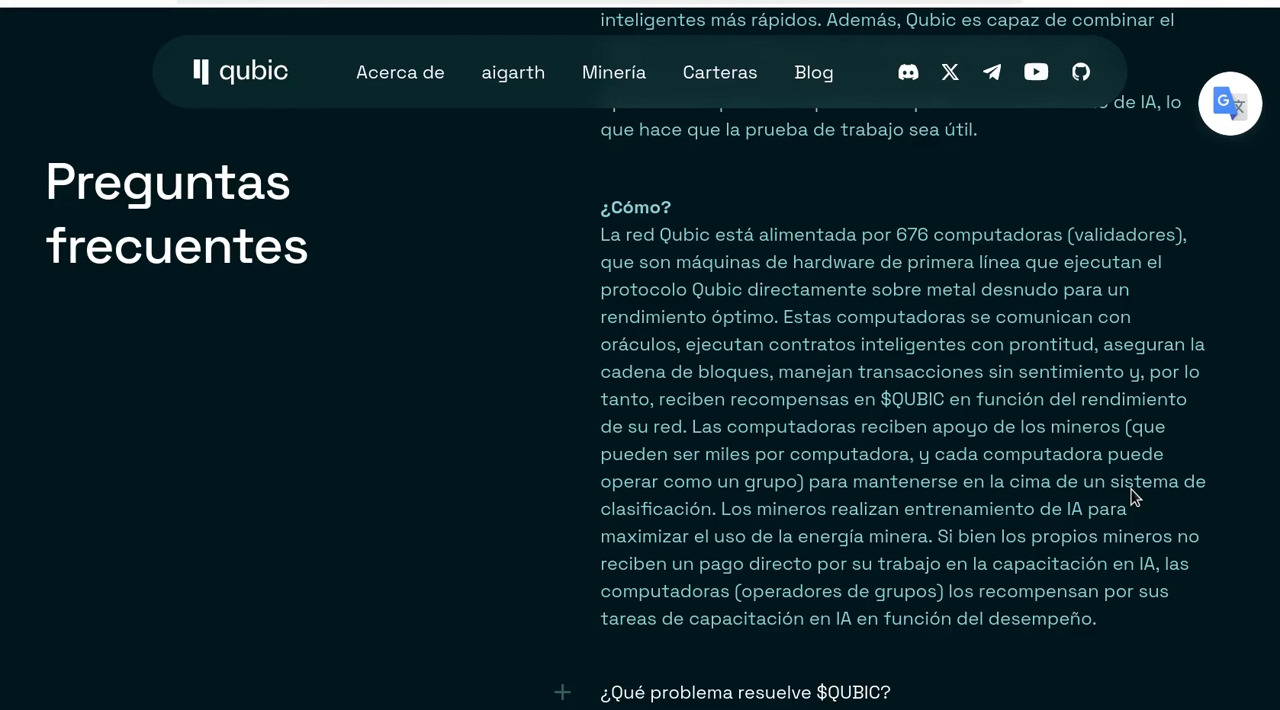 inteligentes más rápidos. Además, Qubic es capaz de combinar el
qubic Acerca de aigarth Minería Carteras Blog
de IA, lo
que hace que la prueba de trabajo sea útil.
Preguntas
frecuentes
¿Cómo?
La red Qubic está alimentada por 676 computadoras (validadores),
que son máquinas de hardware de primera línea que ejecutan el
protocolo Qubic directamente sobre metal desnudo para un
rendimiento óptimo. Estas computadoras se comunican con
oráculos, ejecutan contratos inteligentes con prontitud, aseguran la
cadena de bloques, manejan transacciones sin sentimiento y, por lo
tanto, reciben recompensas en $QUBIC en función del rendimiento
de su red. Las computadoras reciben apoyo de los mineros (que
pueden ser miles por computadora, y cada computadora puede
operar como un grupo) para mantenerse en la cima de un sistema de
clasificación. Los mineros realizan entrenamiento de IA para
maximizar el uso de la energía minera. Si bien los propios mineros no
reciben un pago directo por su trabajo en la capacitación en IA, las
computadoras (operadores de grupos) los recompensan por sus
tareas de capacitación en IA en función del desempeño.
¿Qué problema resuelve $QUBIC?